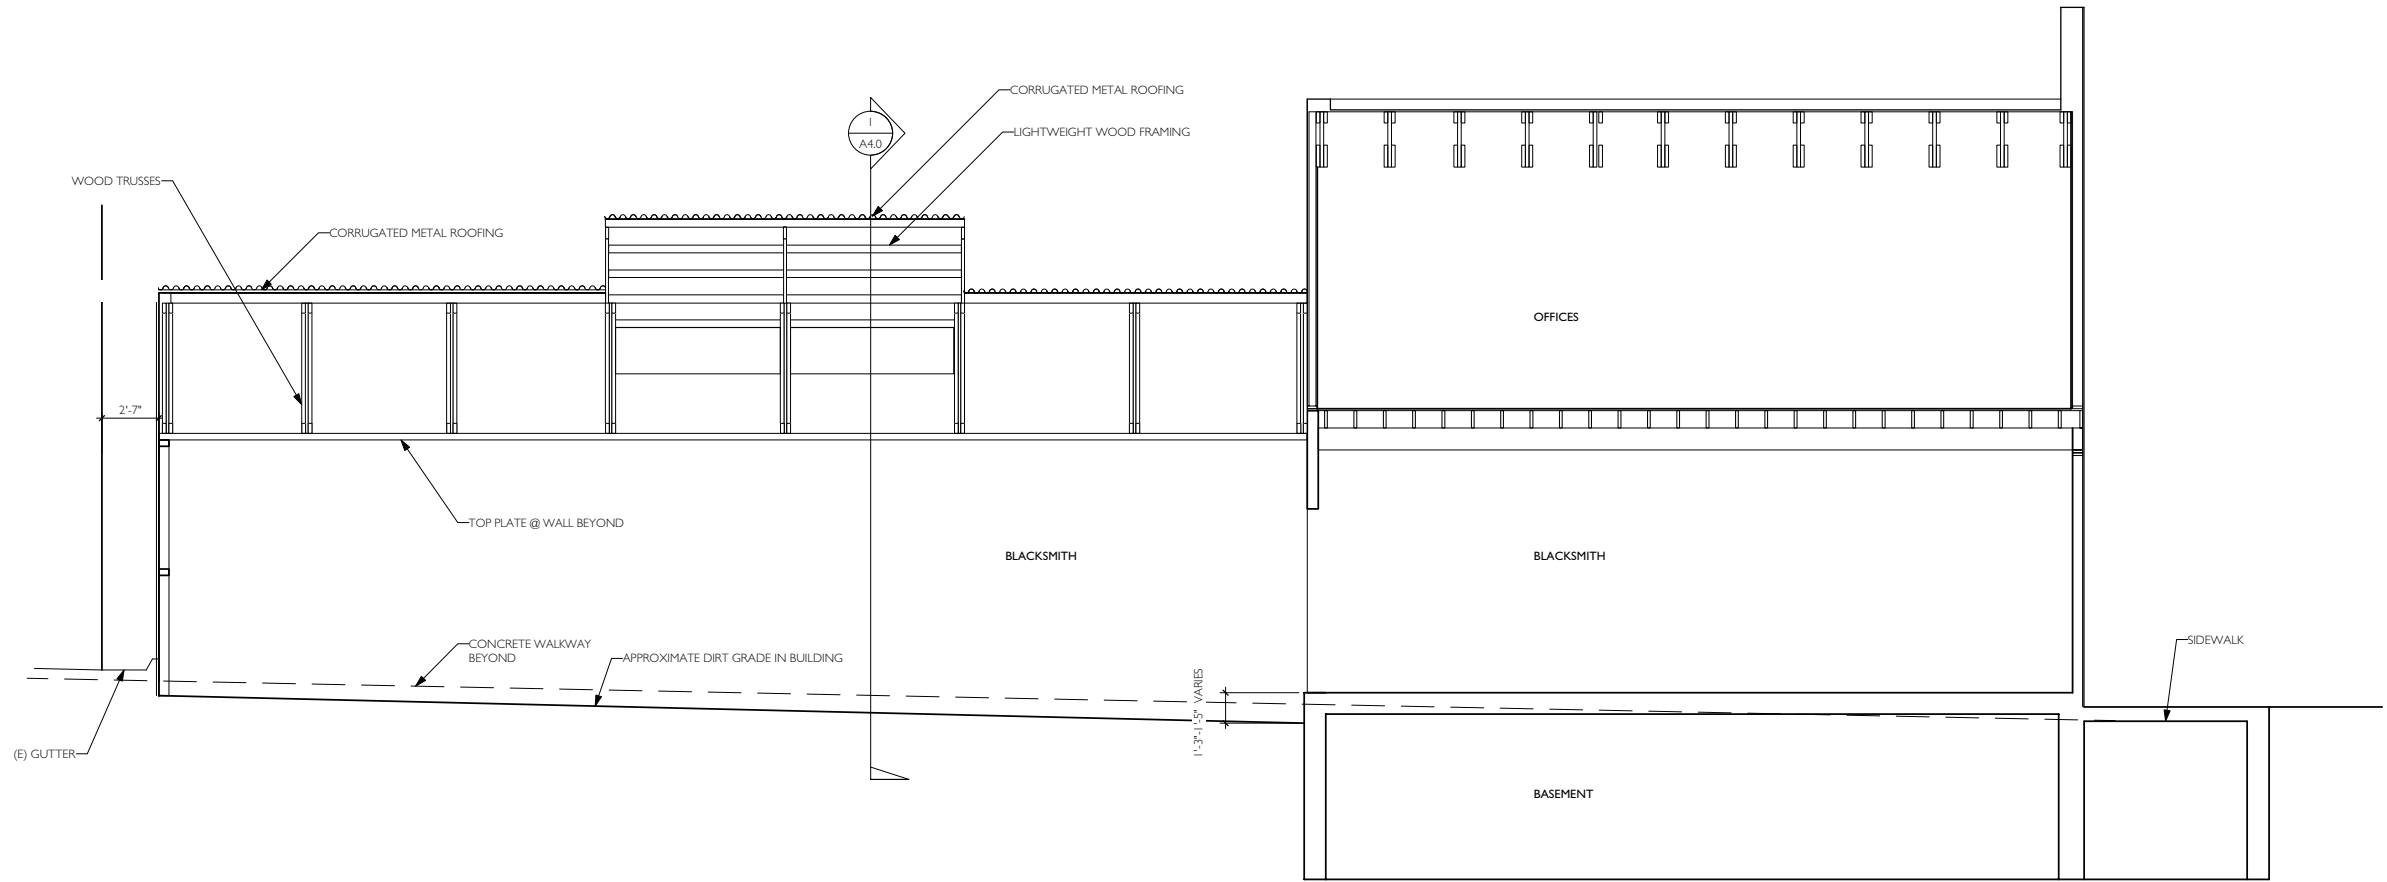 CORRUGATED METAL ROOFING
1
A4.0
LIGHTWEIGHT WOOD FRAMING
WOOD TRUSSES
CORRUGATED METAL ROOFING
OFFICES
2'-7"
TOP PLATE @ WALL BEYOND
BLACKSMITH
BLACKSMITH
CONCRETE WALKWAY
BEYOND
APPROXIMATE DIRT GRADE IN BUILDING
SIDEWALK
1'-3"-1'-5" VARIES
(E) GUTTER
BASEMENT